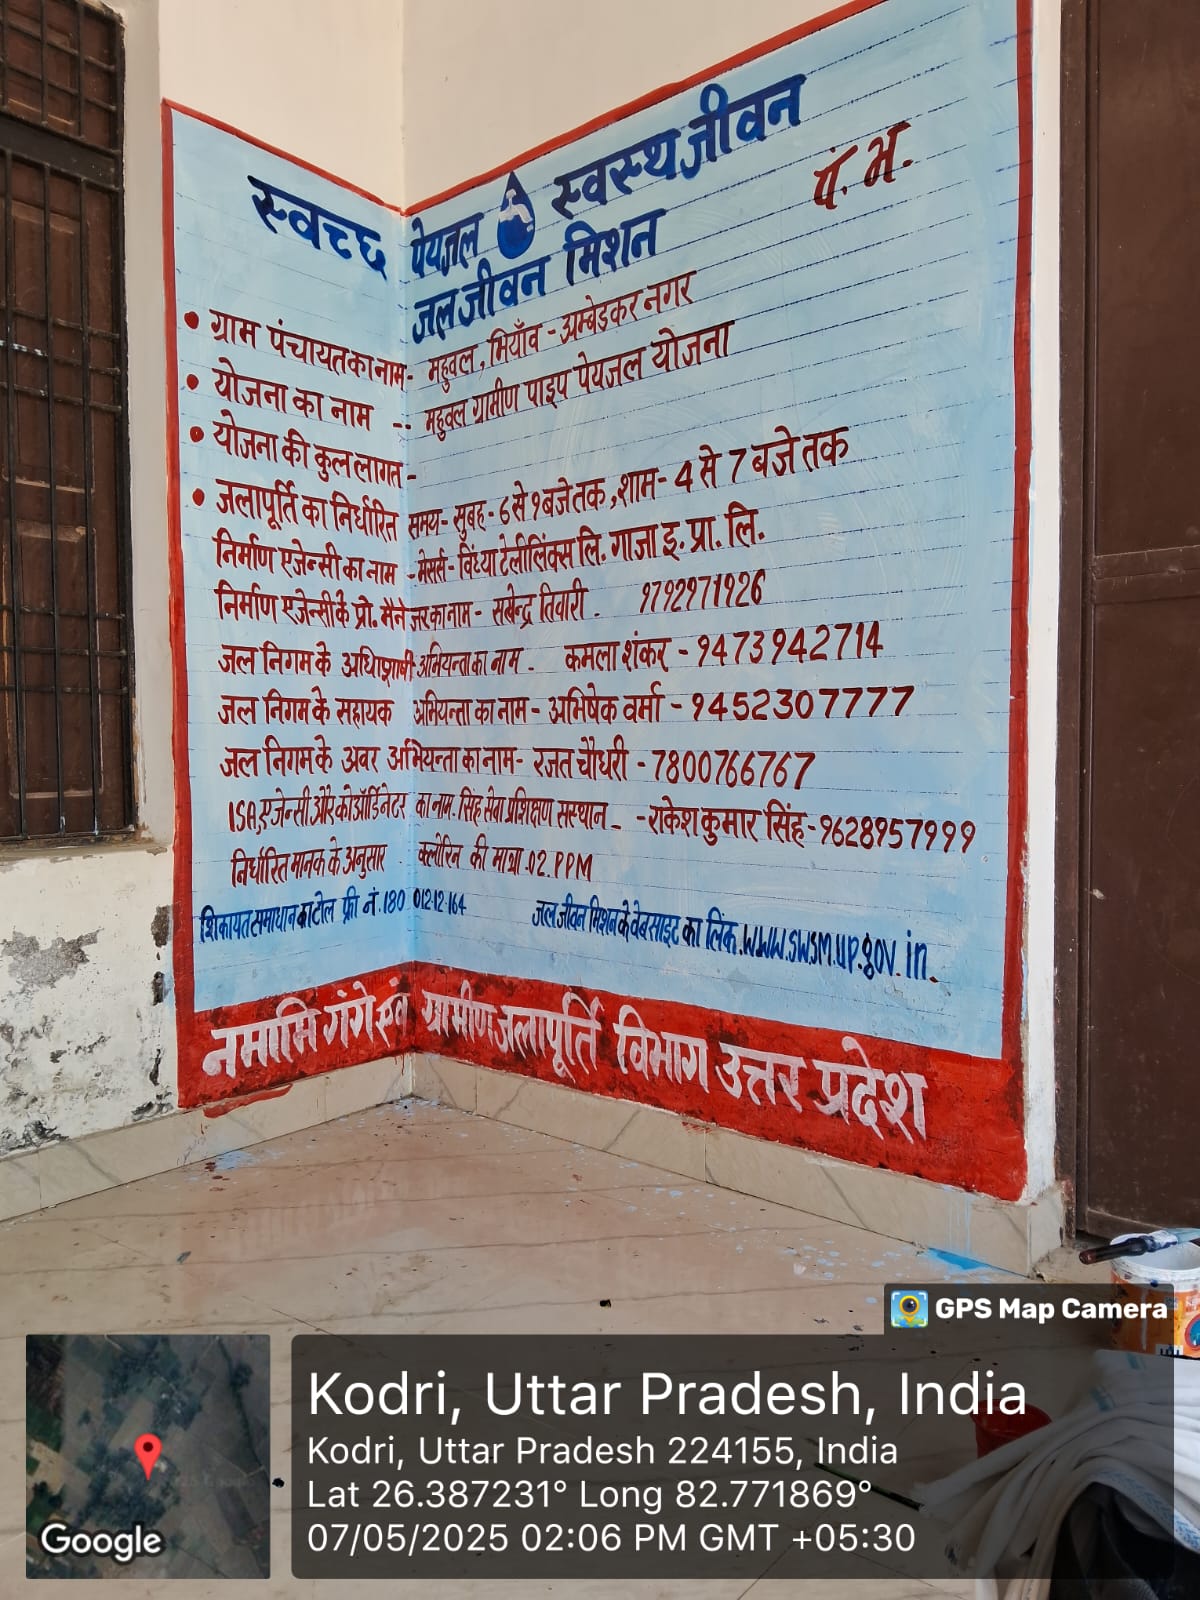 स्वच्छ पेयजल स्वस्थ जीवन
पं. भ.
जल जीवन मिशन
• ग्राम पंचायत का नाम - महुवल, भियाँव - अम्बेडकर नगर
• योजना का नाम -- महुवल ग्रामीण पाइप पेयजल योजना
• योजना की कुल लागत -
• जलापूर्ति का निर्धारित समय - सुबह - 6 से 9 बजे तक, शाम - 4 से 7 बजे तक
निर्माण एजेन्सी का नाम - मेसर्स - विंध्या टेलीलिंक्स लि. गाजा इ. प्रा. लि.
निर्माण एजेन्सी के प्रो. मैनेजर का नाम - सत्येन्द्र तिवारी. 9792971926
जल निगम के अधिशाषी अभियन्ता का नाम - कमला शंकर - 9473942714
जल निगम के सहायक अभियन्ता का नाम - अभिषेक वर्मा - 9452307777
जल निगम के अवर अभियन्ता का नाम - रजत चौधरी - 7800766767
ISA, एजेन्सी और कोऑर्डिनेटर का नाम. सिंह सेवा प्रशिक्षण सस्थान - - राकेश कुमार सिंह - 9628957999
निर्धारित मानक के अनुसार क्लोरिन की मात्रा .02. PPM
शिकायत समाधान का टोल फ्री नं. 180 012-12-164 जल जीवन मिशन के वेबसाइट का लिंक. www.swsm.up.gov.in.
नमामि गंगे एवं ग्रामीण जलापूर्ति विभाग उत्तर प्रदेश
GPS Map Camera
Kodri, Uttar Pradesh, India
Kodri, Uttar Pradesh 224155, India
Lat 26.387231° Long 82.771869°
07/05/2025 02:06 PM GMT +05:30
Google